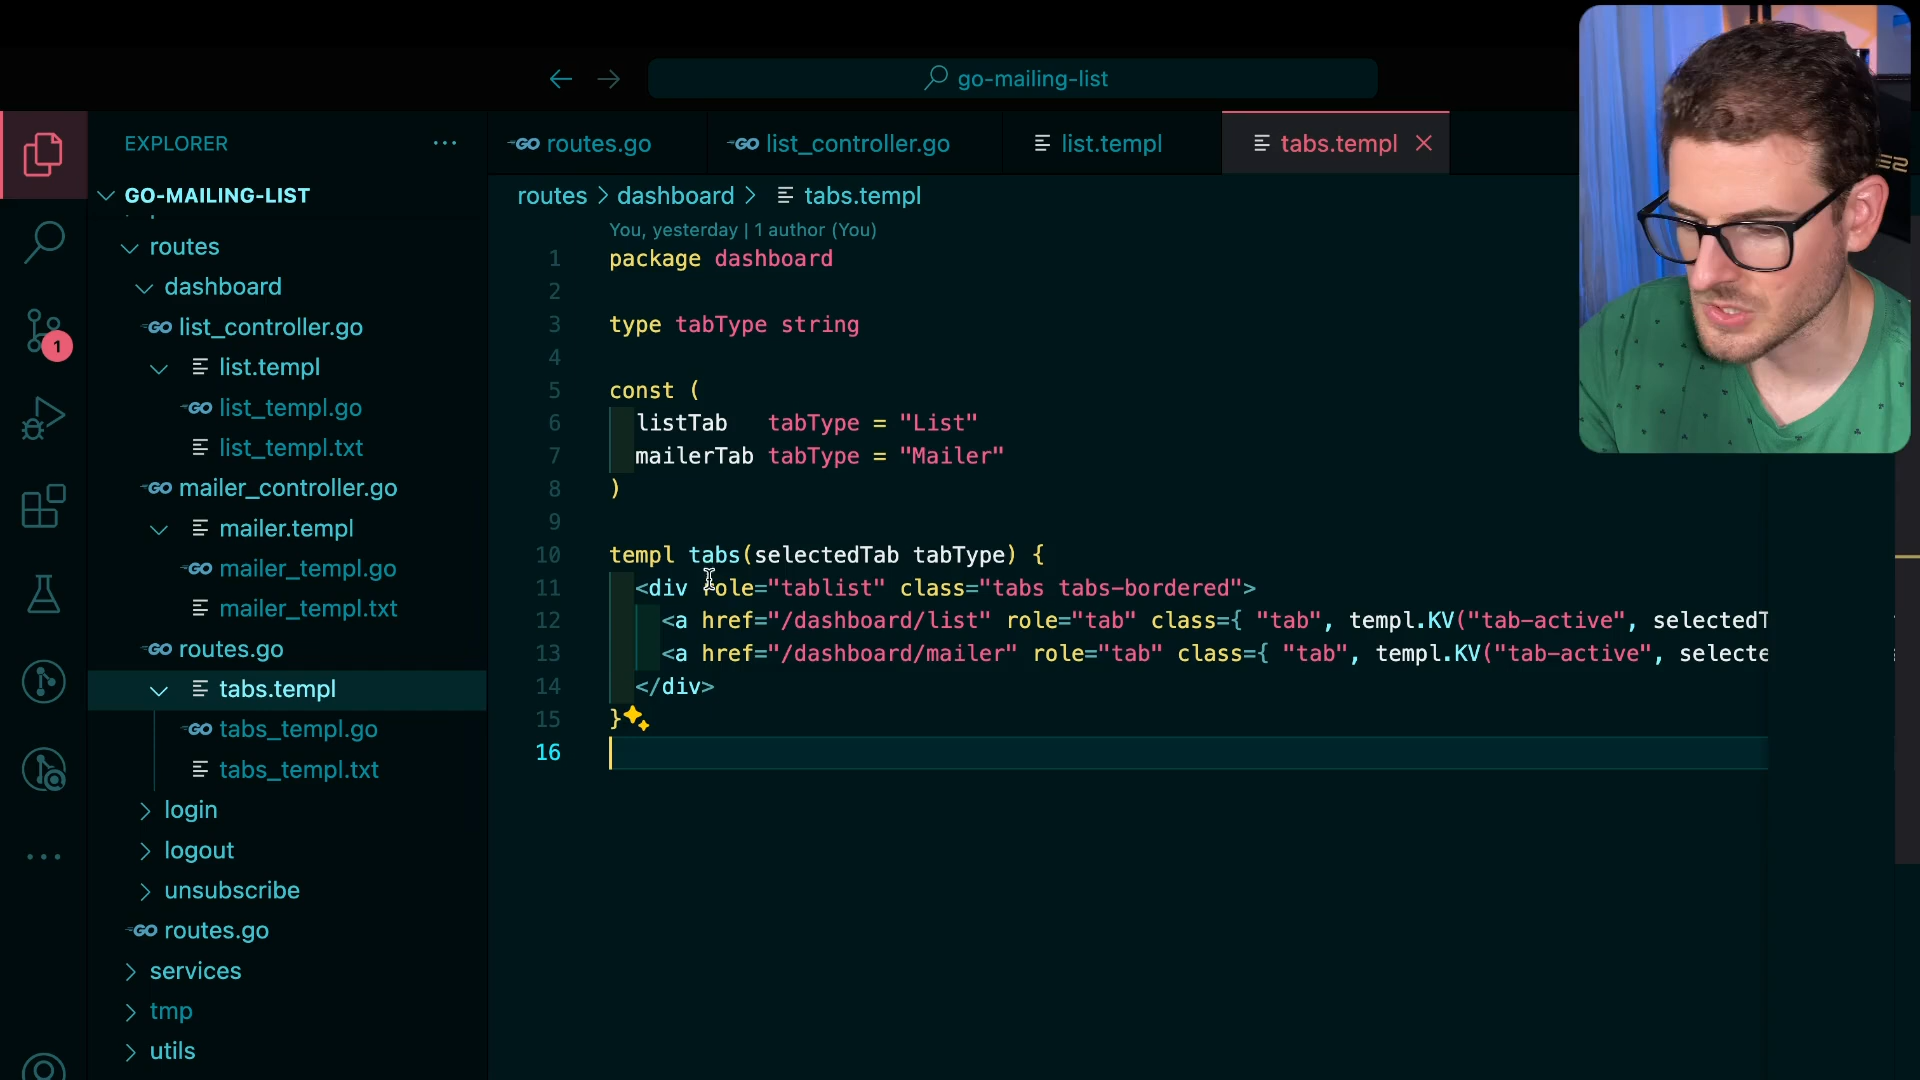 go-mailing-list
EXPLORER
routes.go
list_controller.go
list.templ
tabs.templ
GO-MAILING-LIST
routes
dashboard
list_controller.go
list.templ
list_templ.go
list_templ.txt
mailer_controller.go
mailer.templ
mailer_templ.go
mailer_templ.txt
routes.go
tabs.templ
tabs_templ.go
tabs_templ.txt
login
logout
unsubscribe
routes.go
services
tmp
utils
1
routes > dashboard > tabs.templ
You, yesterday | 1 author (You)
1 package dashboard
2
3 type tabType string
4
5 const (
6 listTab tabType = "List"
7 mailerTab tabType = "Mailer"
8 )
9
10 templ tabs(selectedTab tabType) {
11 <div role="tablist" class="tabs tabs-bordered">
12 <a href="/dashboard/list" role="tab" class={ "tab", templ.KV("tab-active", selectedT
13 <a href="/dashboard/mailer" role="tab" class={ "tab", templ.KV("tab-active", selecte
14 </div>
15 }
16